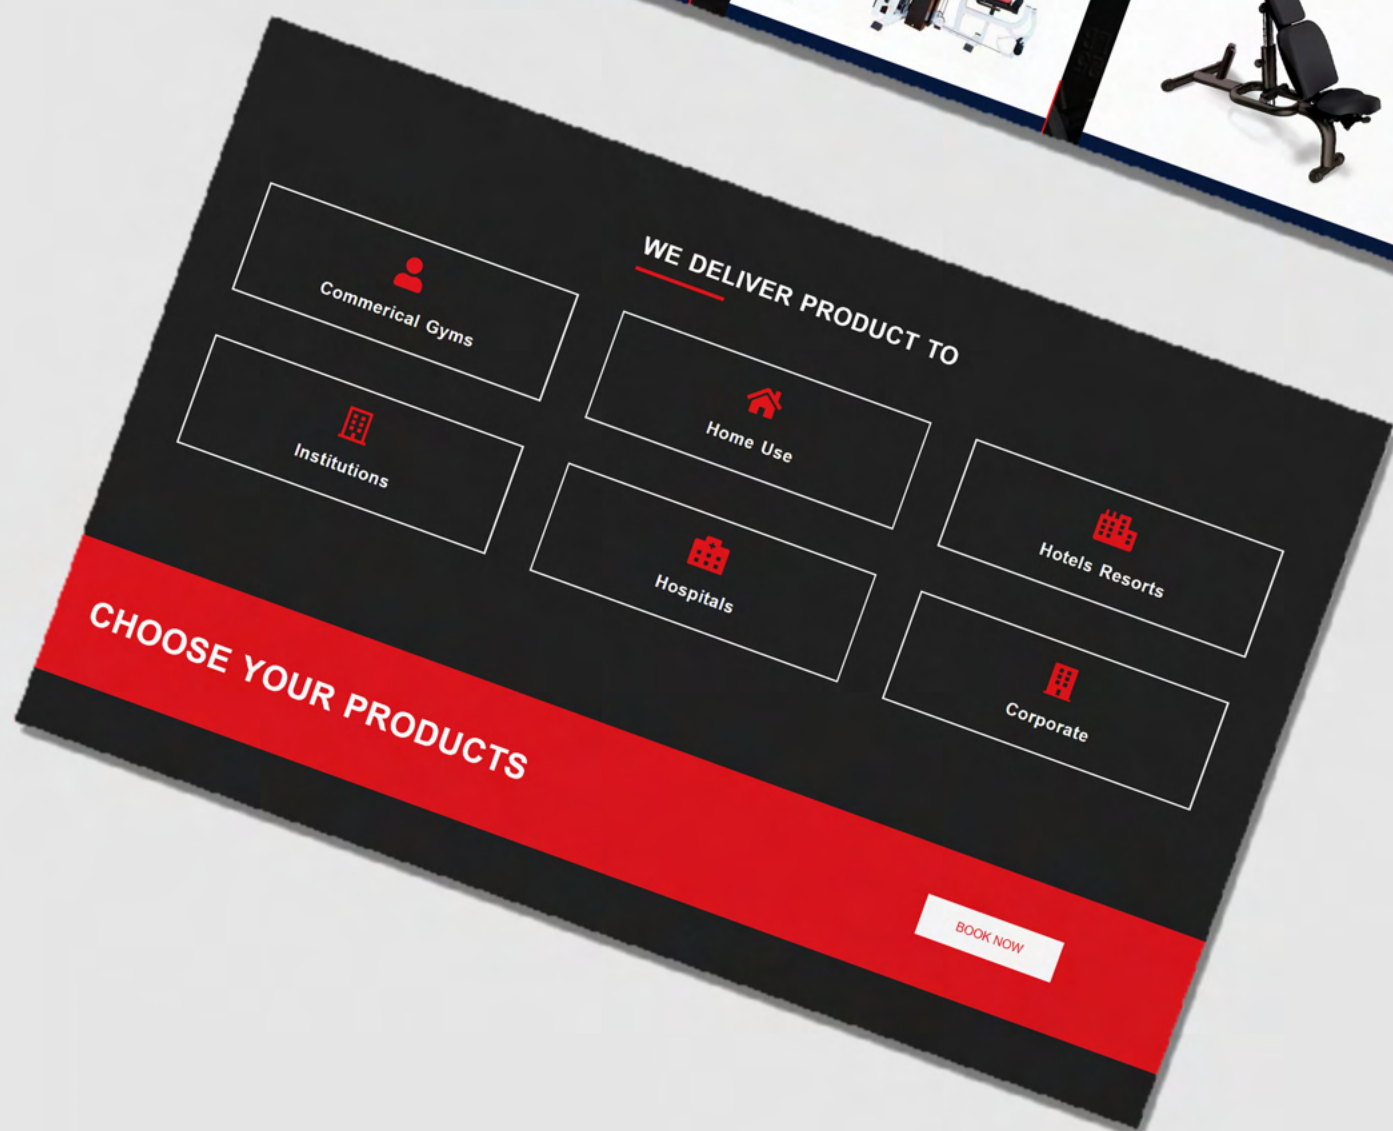 WE DELIVER PRODUCT TO
Commerical Gyms
Home Use
Hotels Resorts
Institutions
Hospitals
Corporate
CHOOSE YOUR PRODUCTS
BOOK NOW